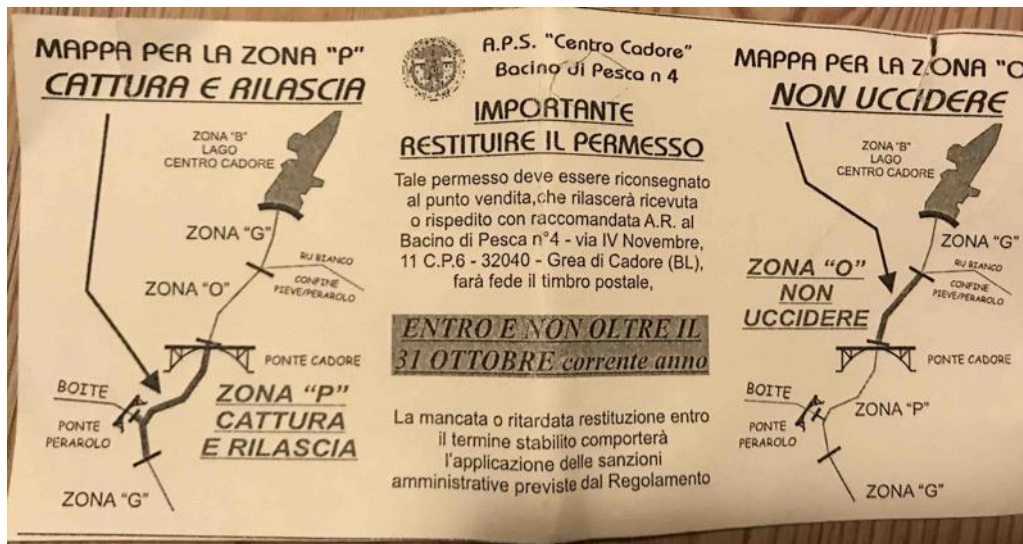 MAPPA PER LA ZONA "P"
CATTURA E RILASCIA
ZONA "B"
LAGO
CENTRO CADORE
ZONA "G"
RU BIANCO
CONFINE
PIEVE/PERAROLO
ZONA "O"
PONTE CADORE
BOITE
PONTE
PERAROLO
ZONA "P"
CATTURA
E RILASCIA
ZONA "G"
A.P.S. "Centro Cadore"
Bacino di Pesca n 4
IMPORTANTE
RESTITUIRE IL PERMESSO
Tale permesso deve essere riconsegnato
al punto vendita,che rilascerà ricevuta
o rispedito con raccomandata A.R. al
Bacino di Pesca n°4 - via IV Novembre,
11 C.P.6 - 32040 - Grea di Cadore (BL),
farà fede il timbro postale,
ENTRO E NON OLTRE IL
31 OTTOBRE corrente anno
La mancata o ritardata restituzione entro
il termine stabilito comporterà
l'applicazione delle sanzioni
amministrative previste dal Regolamento
MAPPA PER LA ZONA "O
NON UCCIDERE
ZONA "B"
LAGO
CENTRO CADORE
ZONA "G"
RU BIANCO
CONFINE
PIEVE/PERAROLO
ZONA "O"
NON
UCCIDERE
PONTE CADORE
BOITE
PONTE
PERAROLO
ZONA "P"
ZONA "G"